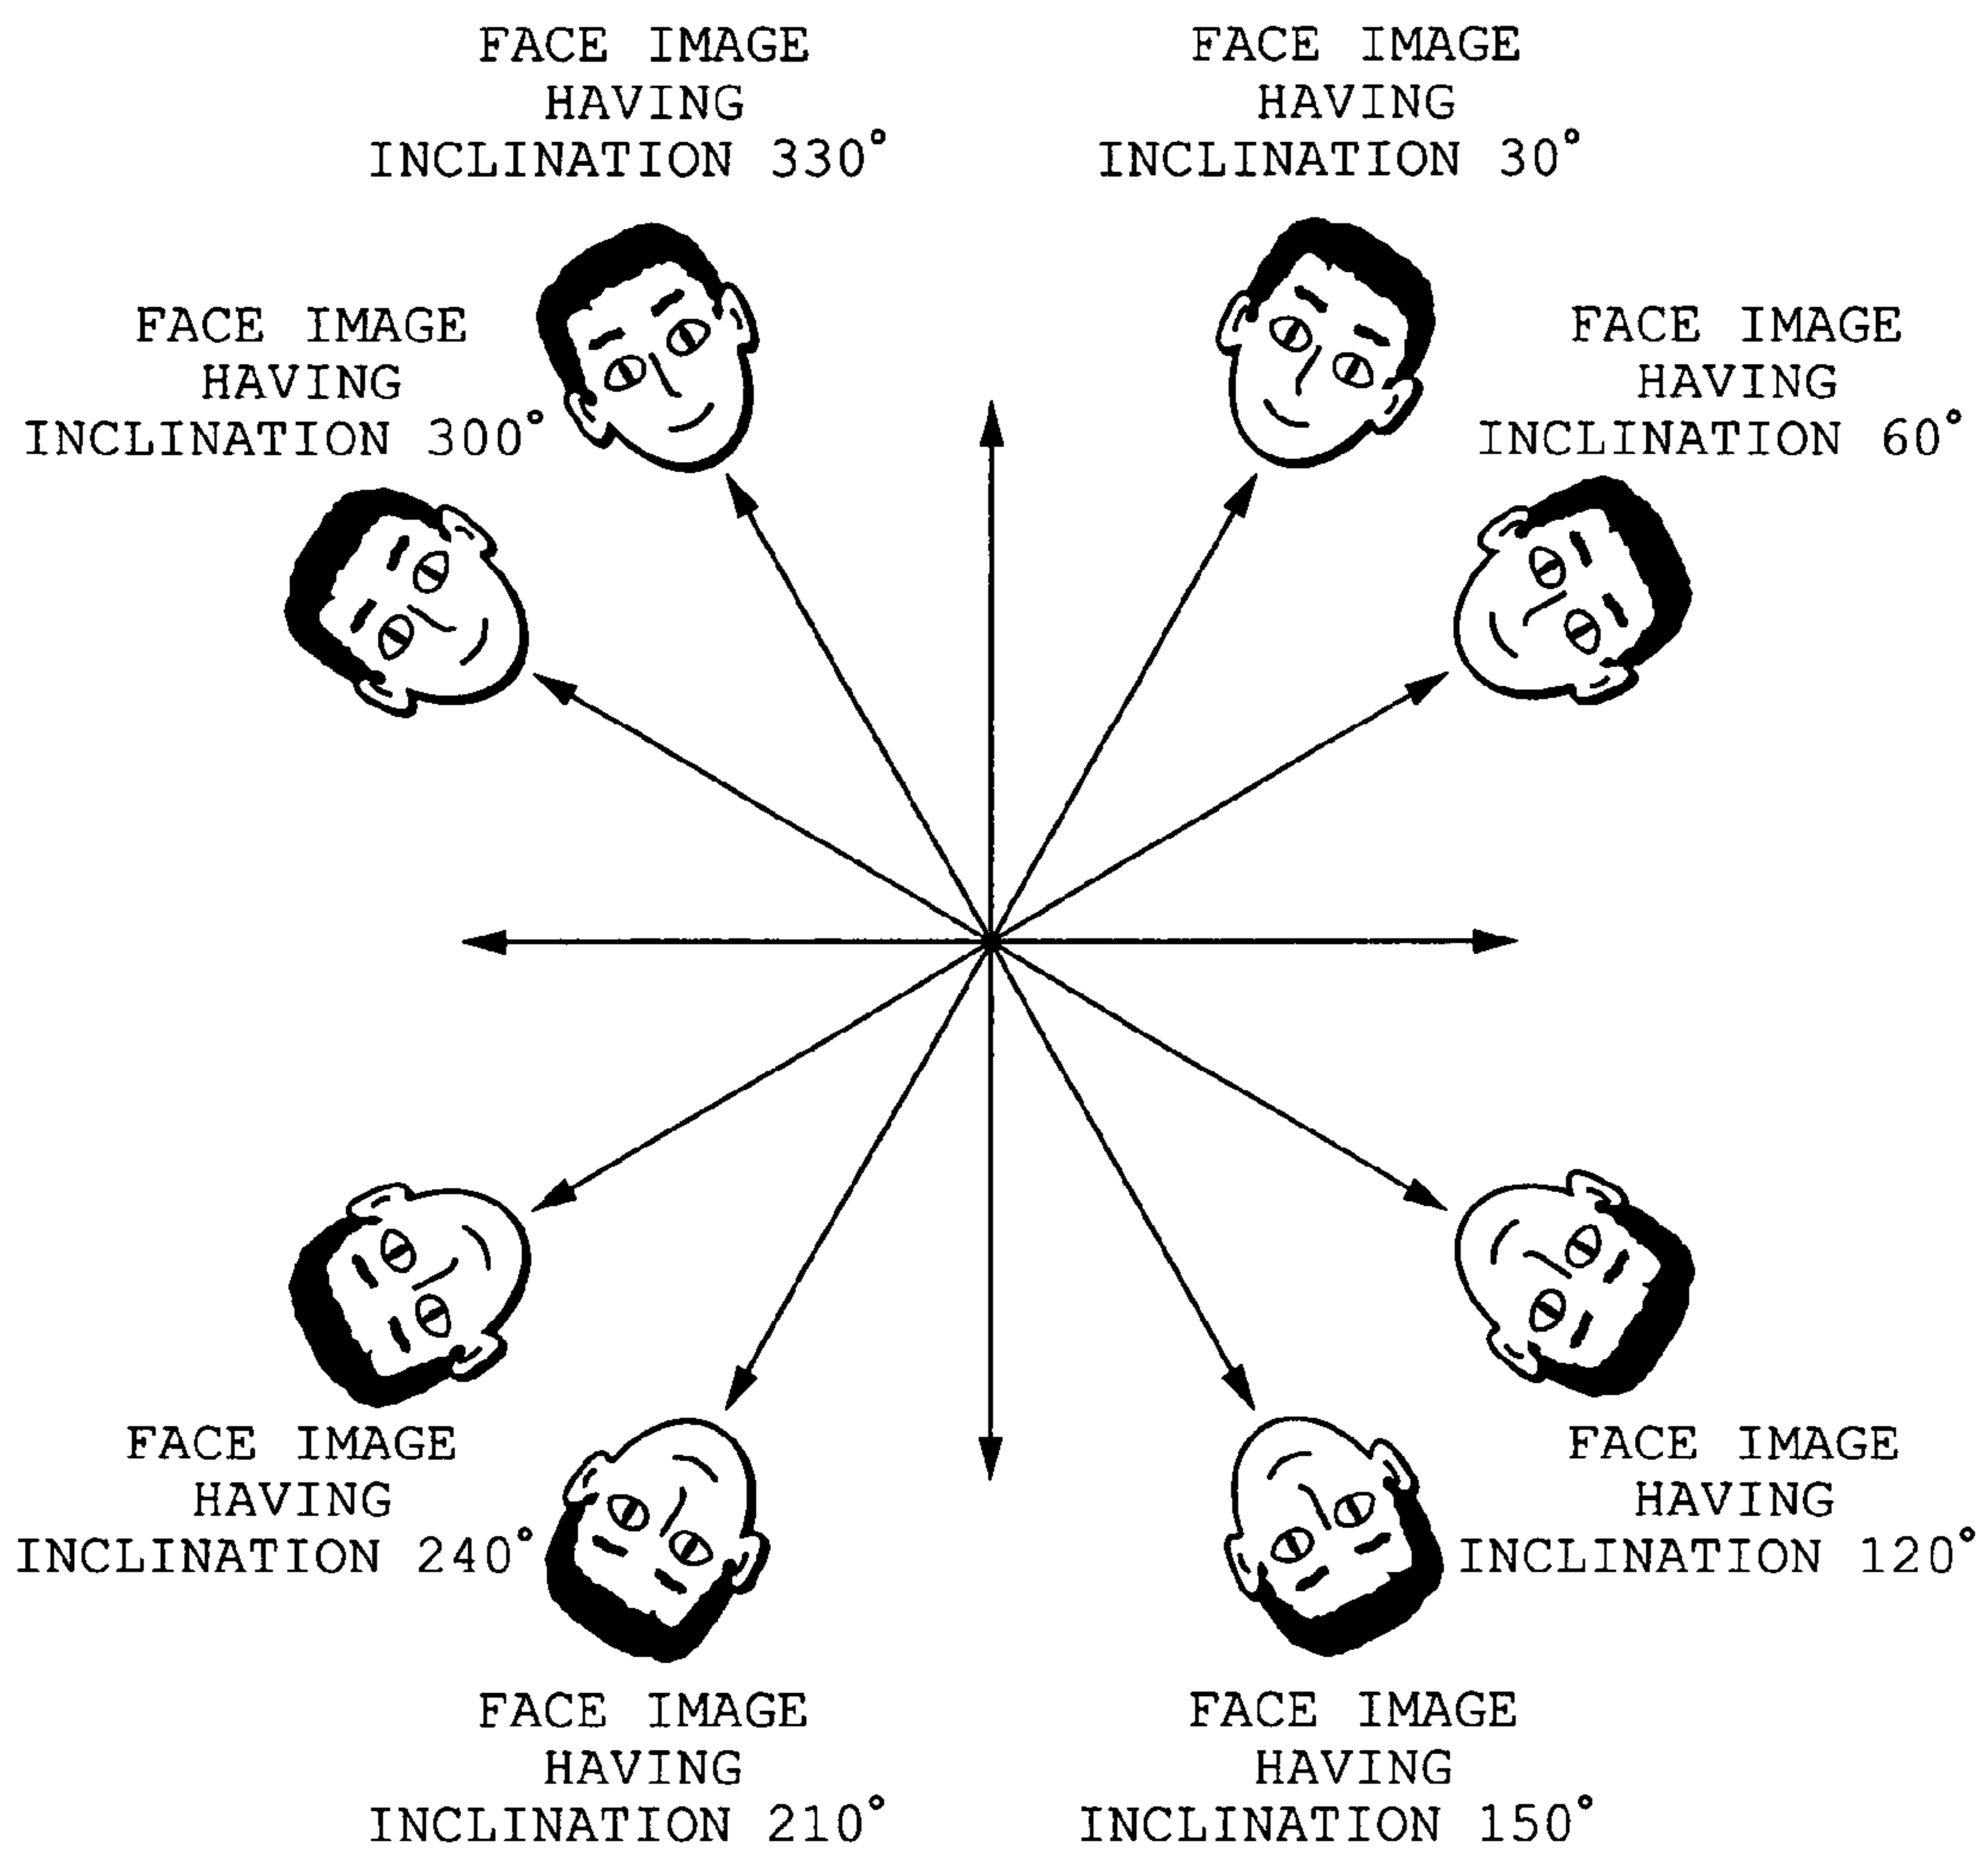 FACE IMAGE
HAVING
INCLINATION 330°
FACE IMAGE
HAVING
INCLINATION 30°
FACE IMAGE
HAVING
INCLINATION 300°
FACE IMAGE
HAVING
INCLINATION 60°
FACE IMAGE
HAVING
INCLINATION 240°
FACE IMAGE
HAVING
INCLINATION 120°
FACE IMAGE
HAVING
INCLINATION 210°
FACE IMAGE
HAVING
INCLINATION 150°